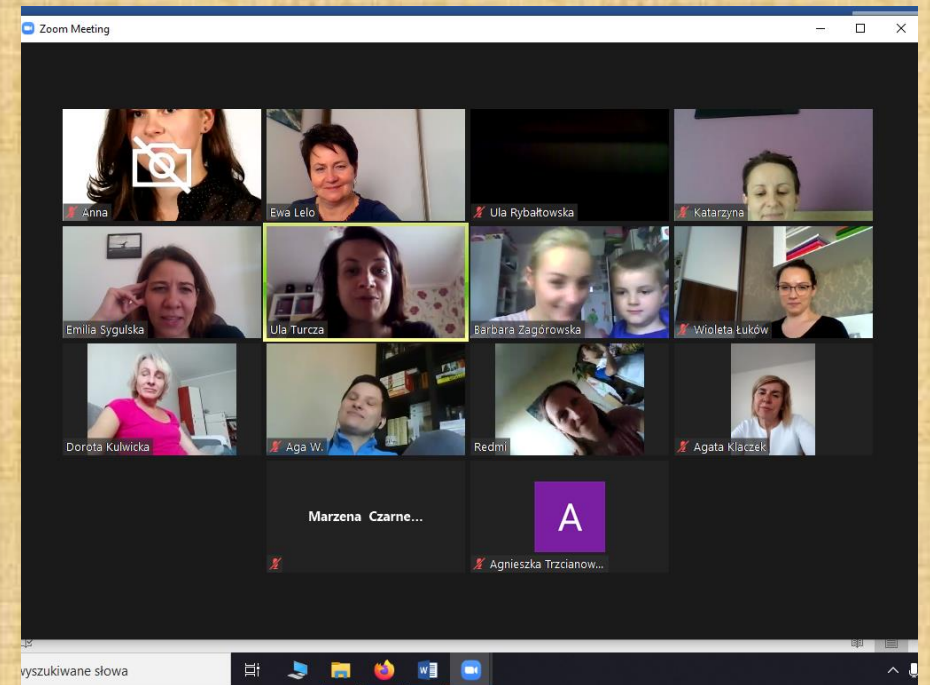 Zoom Meeting
Anna
Ewa Lelo
Ula Rybałtowska
Katarzyna
Emilia Sygulska
Ula Turcza
Barbara Zagórowska
Wioleta Łuków
Dorota Kulwicka
Aga W.
Redmi
Agata Klaczek
Marzena Czarne...
A
Agnieszka Trzcianow...
wyszukiwane słowa